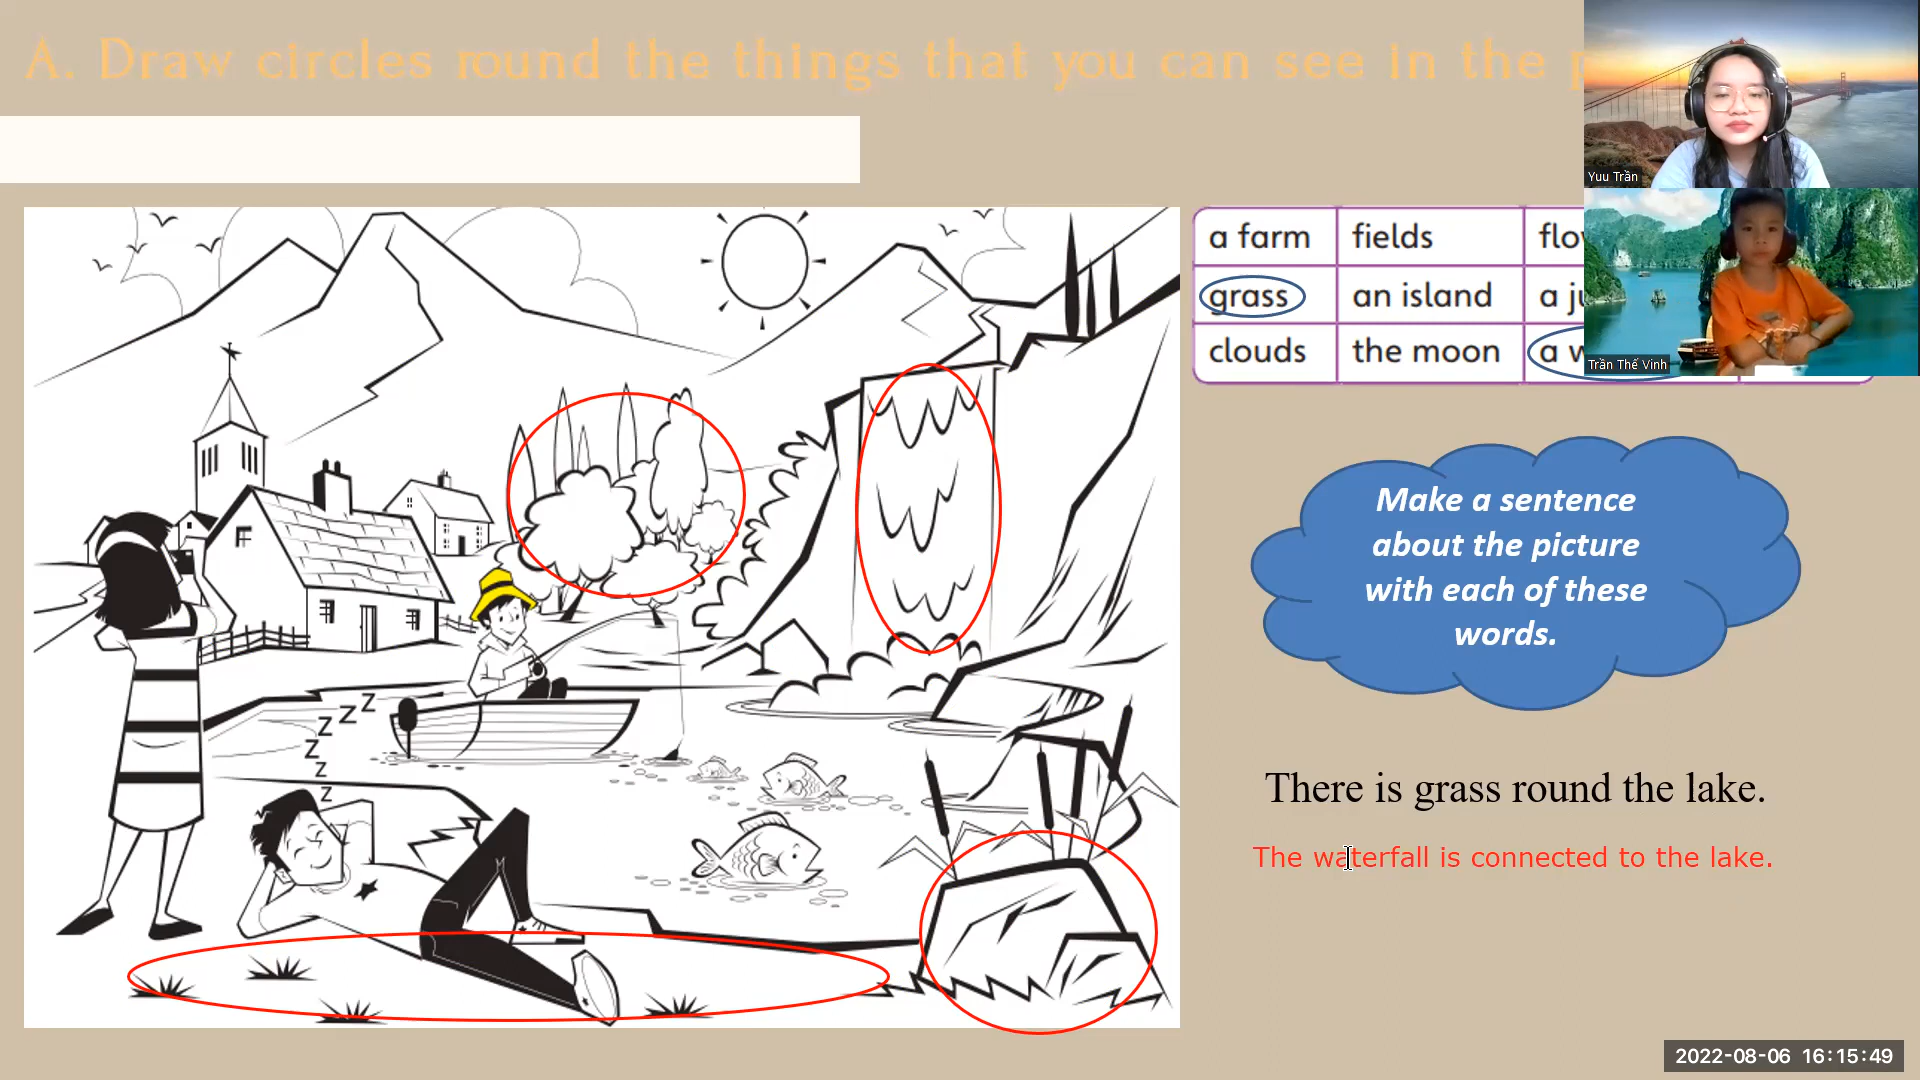 A. Draw circles round the things that you can see in the
Yuu Trần
a farm fields
grass an island a
clouds the moon a
Trần Thế Vinh
Make a sentence
about the picture
with each of these
words.
z
z
z
z
z
z
There is grass round the lake.
The waterfall is connected to the lake.
2022-08-06 16:15:49